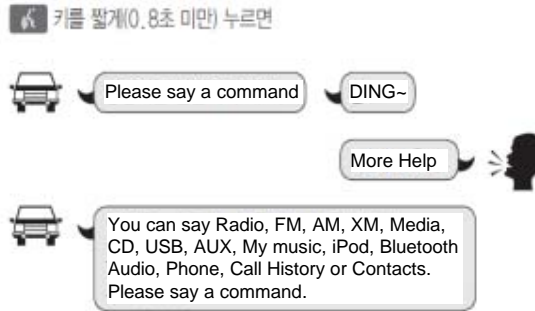 키를 짧게(0.8초 미만) 누르면
Please say a command
DING~
More Help
You can say Radio, FM, AM, XM, Media,
CD, USB, AUX, My music, iPod, Bluetooth
Audio, Phone, Call History or Contacts.
Please say a command.